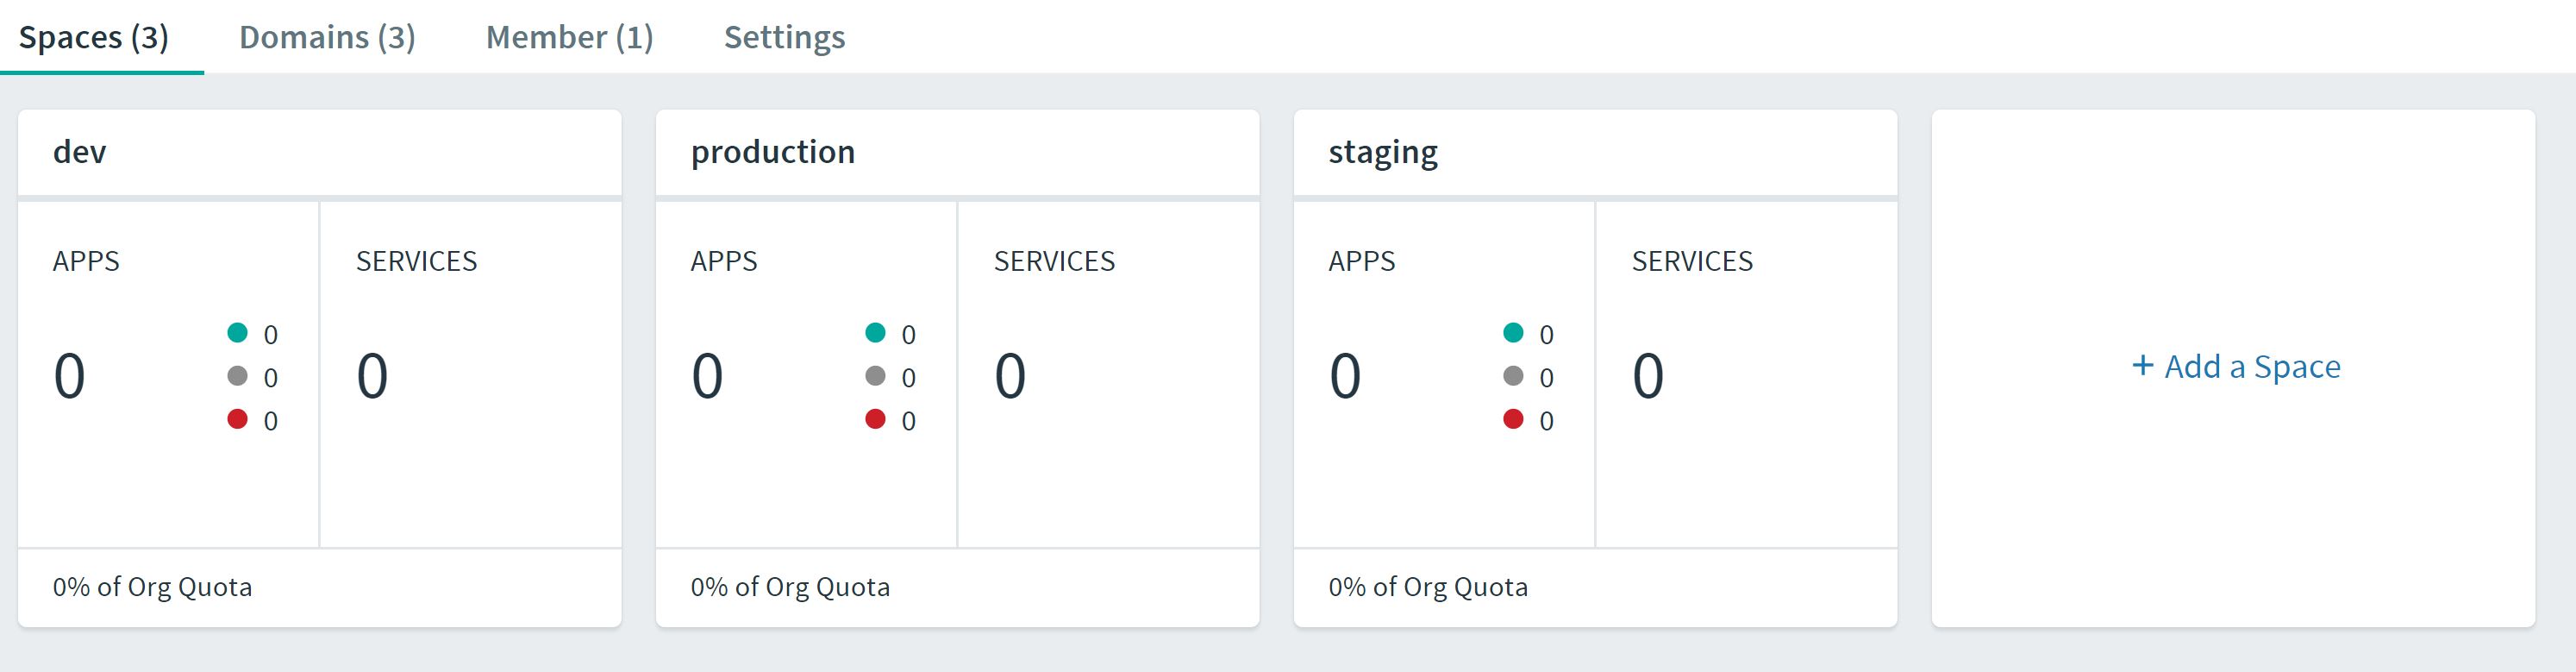 Spaces (3) Domains (3) Member (1) Settings
dev
APPS
0
0
0
0
SERVICES
0
0% of Org Quota
production
APPS
0
0
0
0
SERVICES
0
0% of Org Quota
staging
APPS
0
0
0
0
SERVICES
0
0% of Org Quota
+ Add a Space